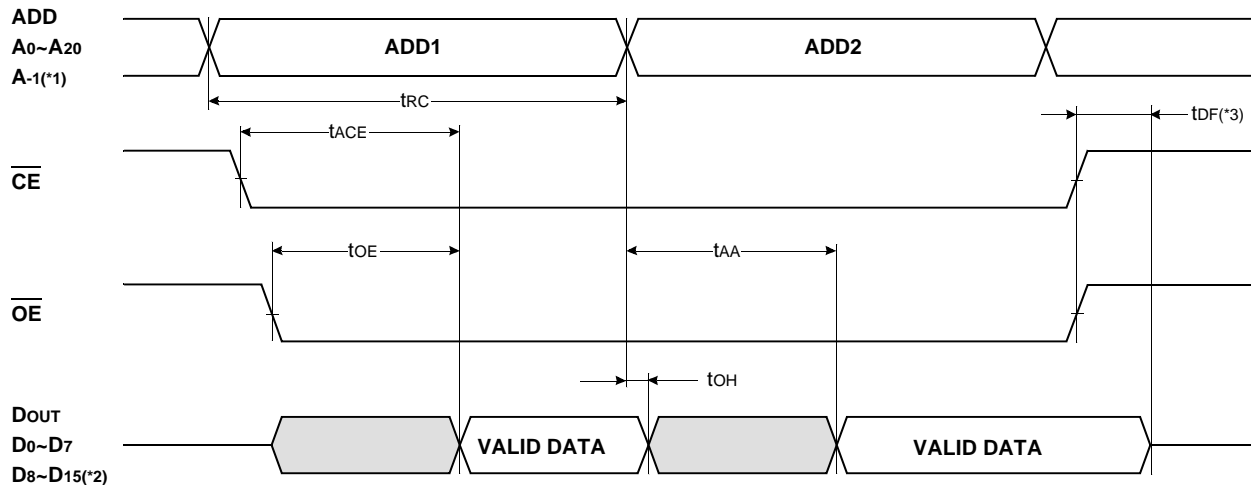 ADD
A0~A20
A-1(*1)
ADD1
ADD2
tRC
tACE
tDF(*3)
CE
tOE
tAA
OE
tOH
DOUT
D0~D7
D8~D15(*2)
VALID DATA
VALID DATA